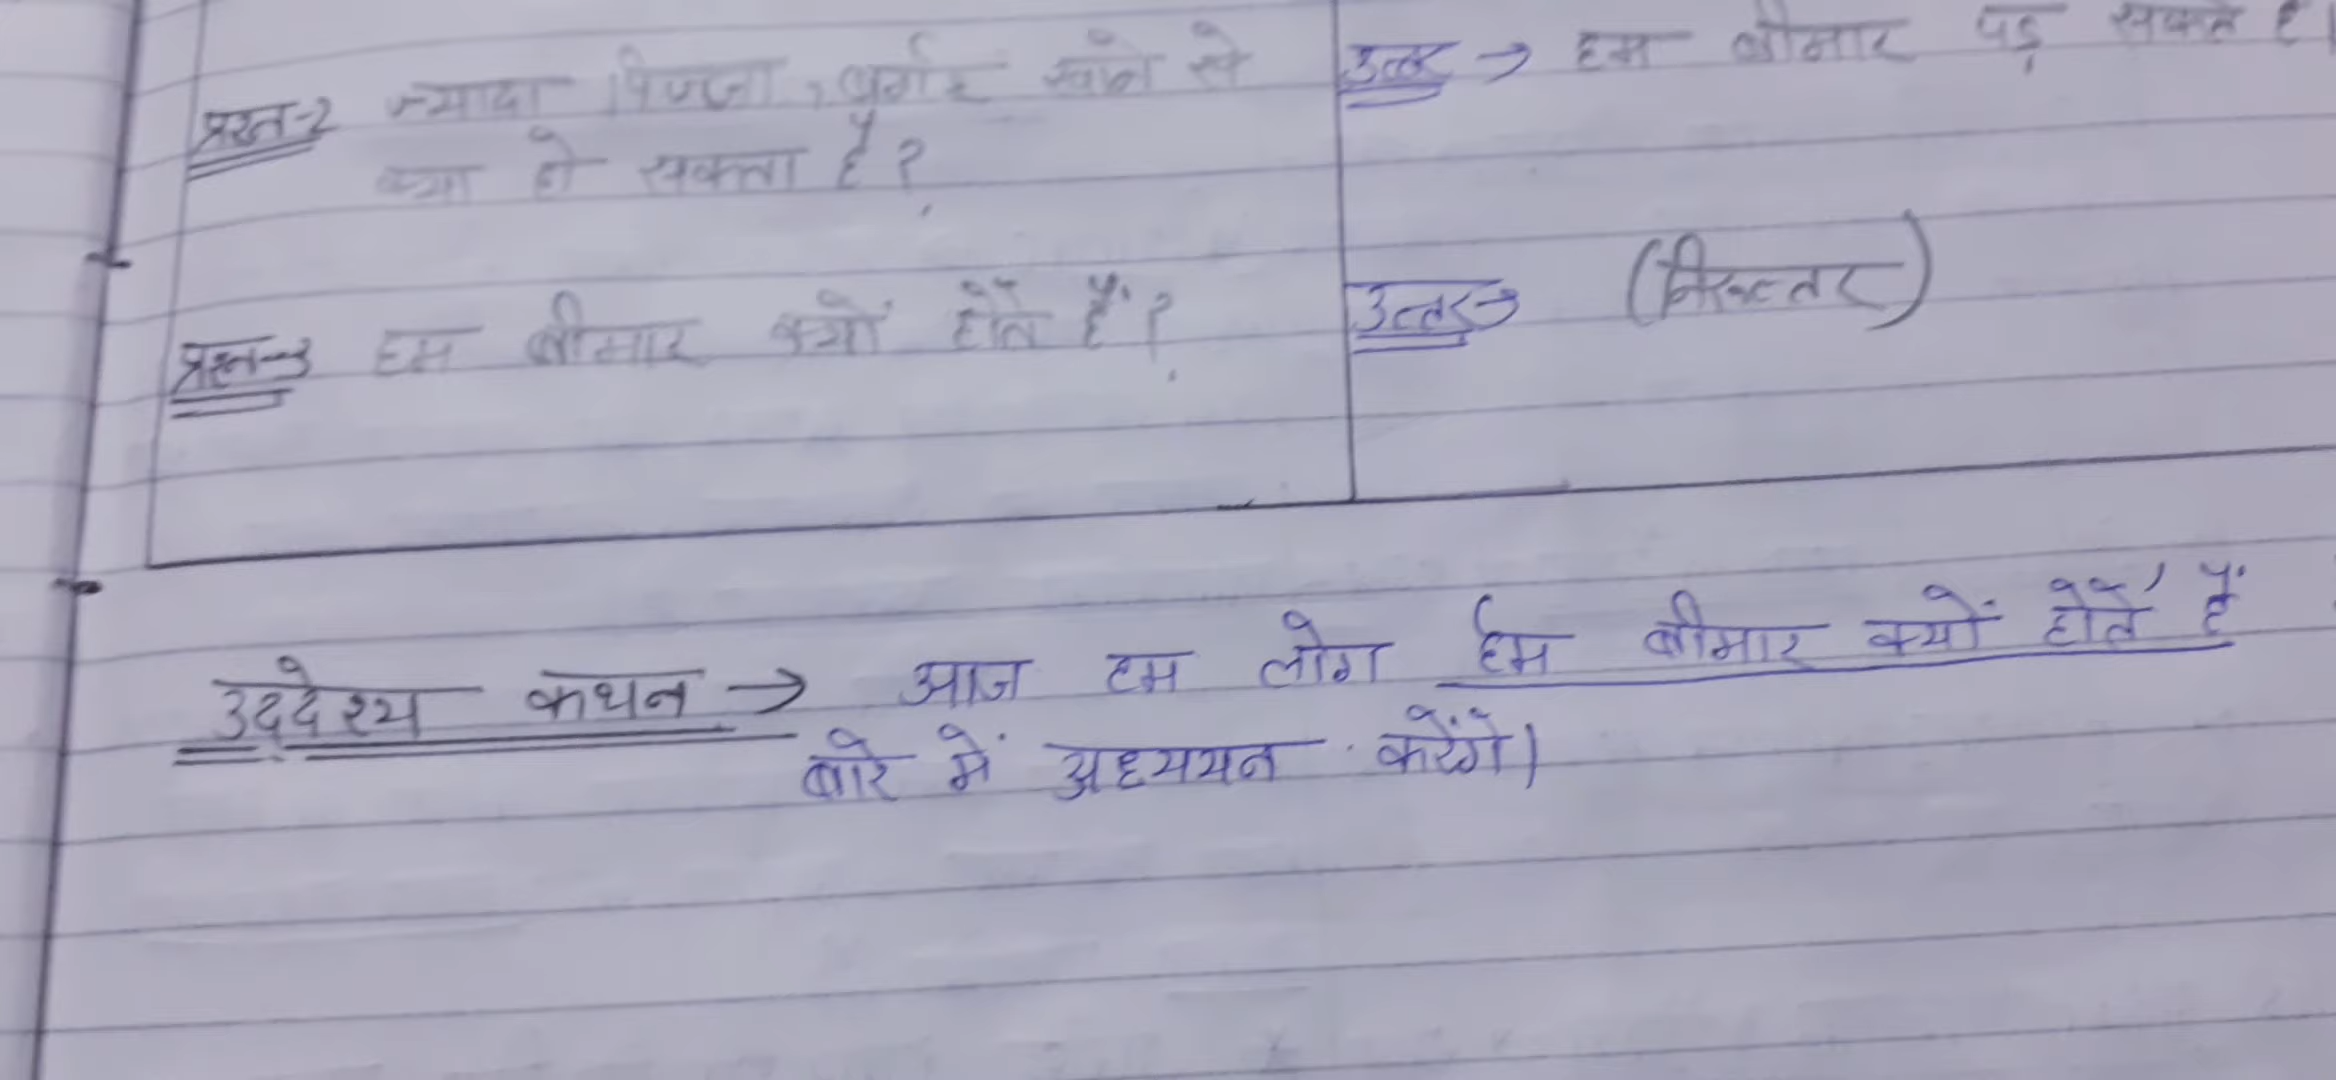 प्रश्न-2 ज्यादा पिज्जा, बर्गर खाने से
क्या हो सकता है?
उत्तर → हम बीमार पड़ सकते हैं।
प्रश्न-3 हम बीमार क्यों होते हैं?
उत्तर→ (निरुत्तर)
उद्देश्य कथन → आज हम लोग हम बीमार क्यों होते हैं
बारे में अध्ययन करेंगे।